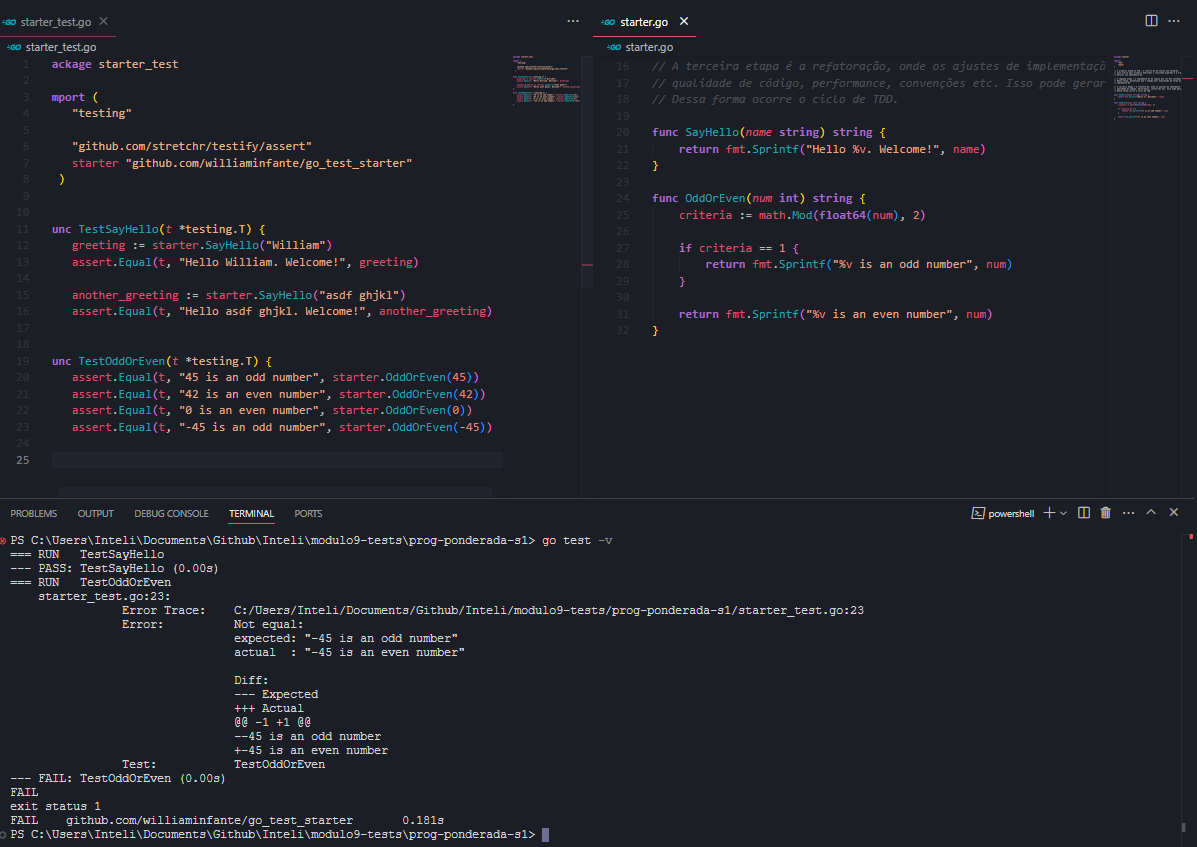 starter_test.go
starter_test.go
1 ackage starter_test
2
3 mport (
4 "testing"
5
6 "github.com/stretchr/testify/assert"
7 starter "github.com/williaminfante/go_test_starter"
8 )
9
10
11 unc TestSayHello(t *testing.T) {
12 greeting := starter.SayHello("William")
13 assert.Equal(t, "Hello William. Welcome!", greeting)
14
15 another_greeting := starter.SayHello("asdf ghjkl")
16 assert.Equal(t, "Hello asdf ghjkl. Welcome!", another_greeting)
17
18
19 unc TestOddOrEven(t *testing.T) {
20 assert.Equal(t, "45 is an odd number", starter.OddOrEven(45))
21 assert.Equal(t, "42 is an even number", starter.OddOrEven(42))
22 assert.Equal(t, "0 is an even number", starter.OddOrEven(0))
23 assert.Equal(t, "-45 is an odd number", starter.OddOrEven(-45))
24
25
starter.go
starter.go
16 // A terceira etapa é a refatoração, onde os ajustes de implementaçã
17 // qualidade de código, performance, convenções etc. Isso pode gerar
18 // Dessa forma ocorre o ciclo de TDD.
19
20 func SayHello(name string) string {
21 return fmt.Sprintf("Hello %v. Welcome!", name)
22 }
23
24 func OddOrEven(num int) string {
25 criteria := math.Mod(float64(num), 2)
26
27 if criteria == 1 {
28 return fmt.Sprintf("%v is an odd number", num)
29 }
30
31 return fmt.Sprintf("%v is an even number", num)
32 }
PROBLEMS OUTPUT DEBUG CONSOLE TERMINAL PORTS powershell
PS C:\Users\Inteli\Documents\Github\Inteli\modulo9-tests\prog-ponderada-s1> go test -v
=== RUN TestSayHello
--- PASS: TestSayHello (0.00s)
=== RUN TestOddOrEven
starter_test.go:23:
Error Trace: C:/Users/Inteli/Documents/Github/Inteli/modulo9-tests/prog-ponderada-s1/starter_test.go:23
Error: Not equal:
expected: "-45 is an odd number"
actual : "-45 is an even number"

Diff:
--- Expected
+++ Actual
@@ -1 +1 @@
--45 is an odd number
+-45 is an even number
Test: TestOddOrEven
--- FAIL: TestOddOrEven (0.00s)
FAIL
exit status 1
FAIL github.com/williaminfante/go_test_starter 0.181s
PS C:\Users\Inteli\Documents\Github\Inteli\modulo9-tests\prog-ponderada-s1>